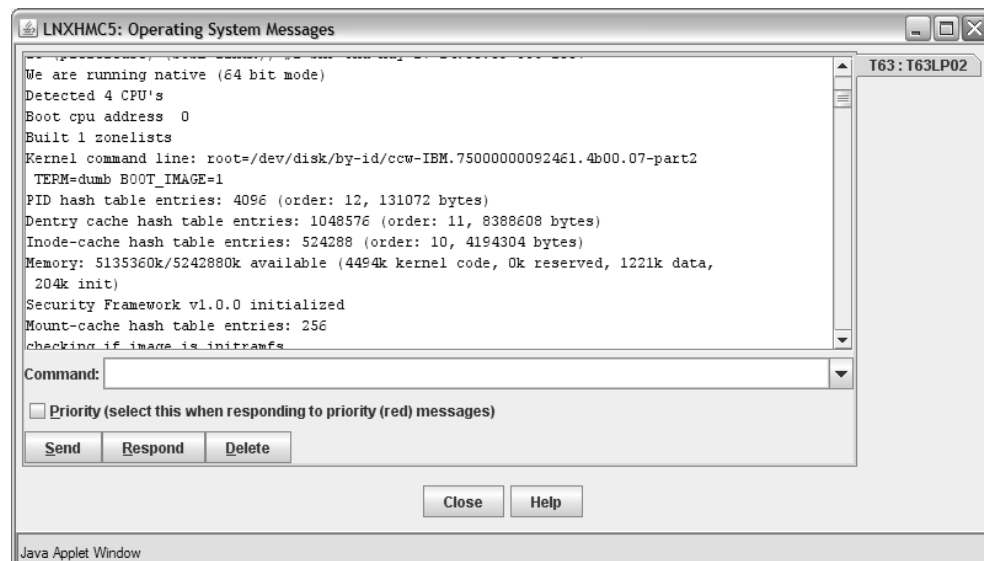 LNXHMC5: Operating System Messages
T63:T63LP02
We are running native (64 bit mode)
Detected 4 CPU's
Boot cpu address  0
Built 1 zonelists
Kernel command line: root=/dev/disk/by-id/ccw-IBM.75000000092461.4b00.07-part2
 TERM=dumb BOOT_IMAGE=1
PID hash table entries: 4096 (order: 12, 131072 bytes)
Dentry cache hash table entries: 1048576 (order: 11, 8388608 bytes)
Inode-cache hash table entries: 524288 (order: 10, 4194304 bytes)
Memory: 5135360k/5242880k available (4494k kernel code, 0k reserved, 1221k data,
 204k init)
Security Framework v1.0.0 initialized
Mount-cache hash table entries: 256
checking if image is initramfs
Command:
Priority (select this when responding to priority (red) messages)
Send Respond Delete
Close Help
Java Applet Window